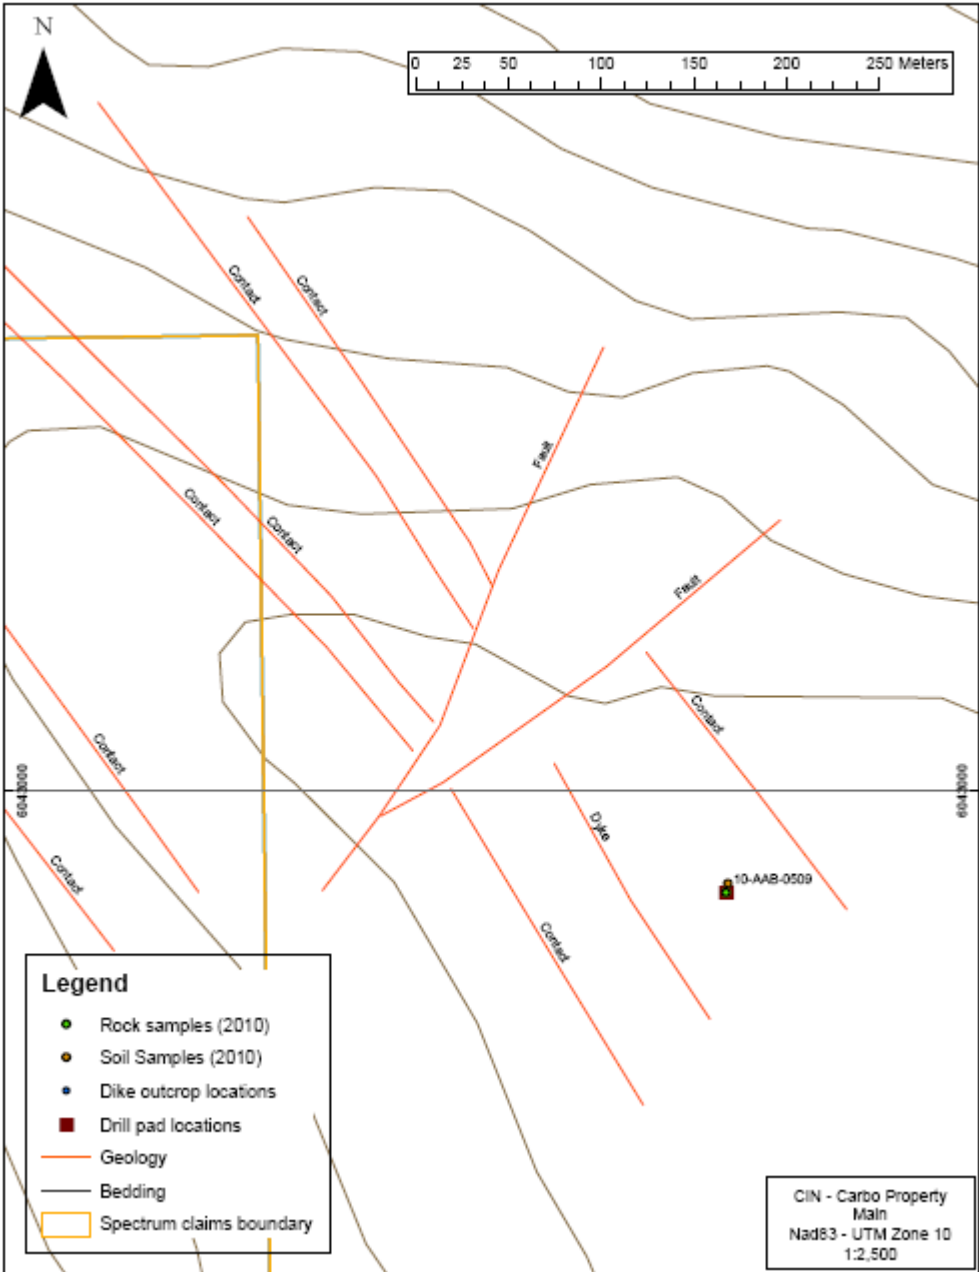 N
0 25 50 100 150 200 250 Meters
Contact
Contact
Fault
Contact
Contact
Fault
Contact
Contact
6043000
6043000
Dyke
10-AAB-0509
Contact
Contact
Legend
Rock samples (2010)
Soil Samples (2010)
Dike outcrop locations
Drill pad locations
Geology
Bedding
Spectrum claims boundary
CIN - Carbo Property
Main
Nad83 - UTM Zone 10
1:2,500